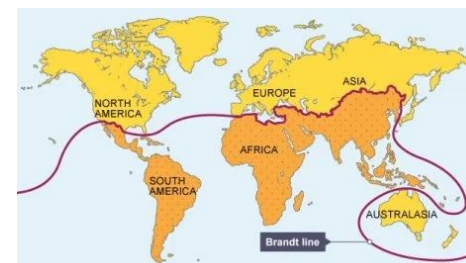 NORTH
AMERICA
EUROPE
ASIA
AFRICA
SOUTH
AMERICA
AUSTRALASIA
Brandt line